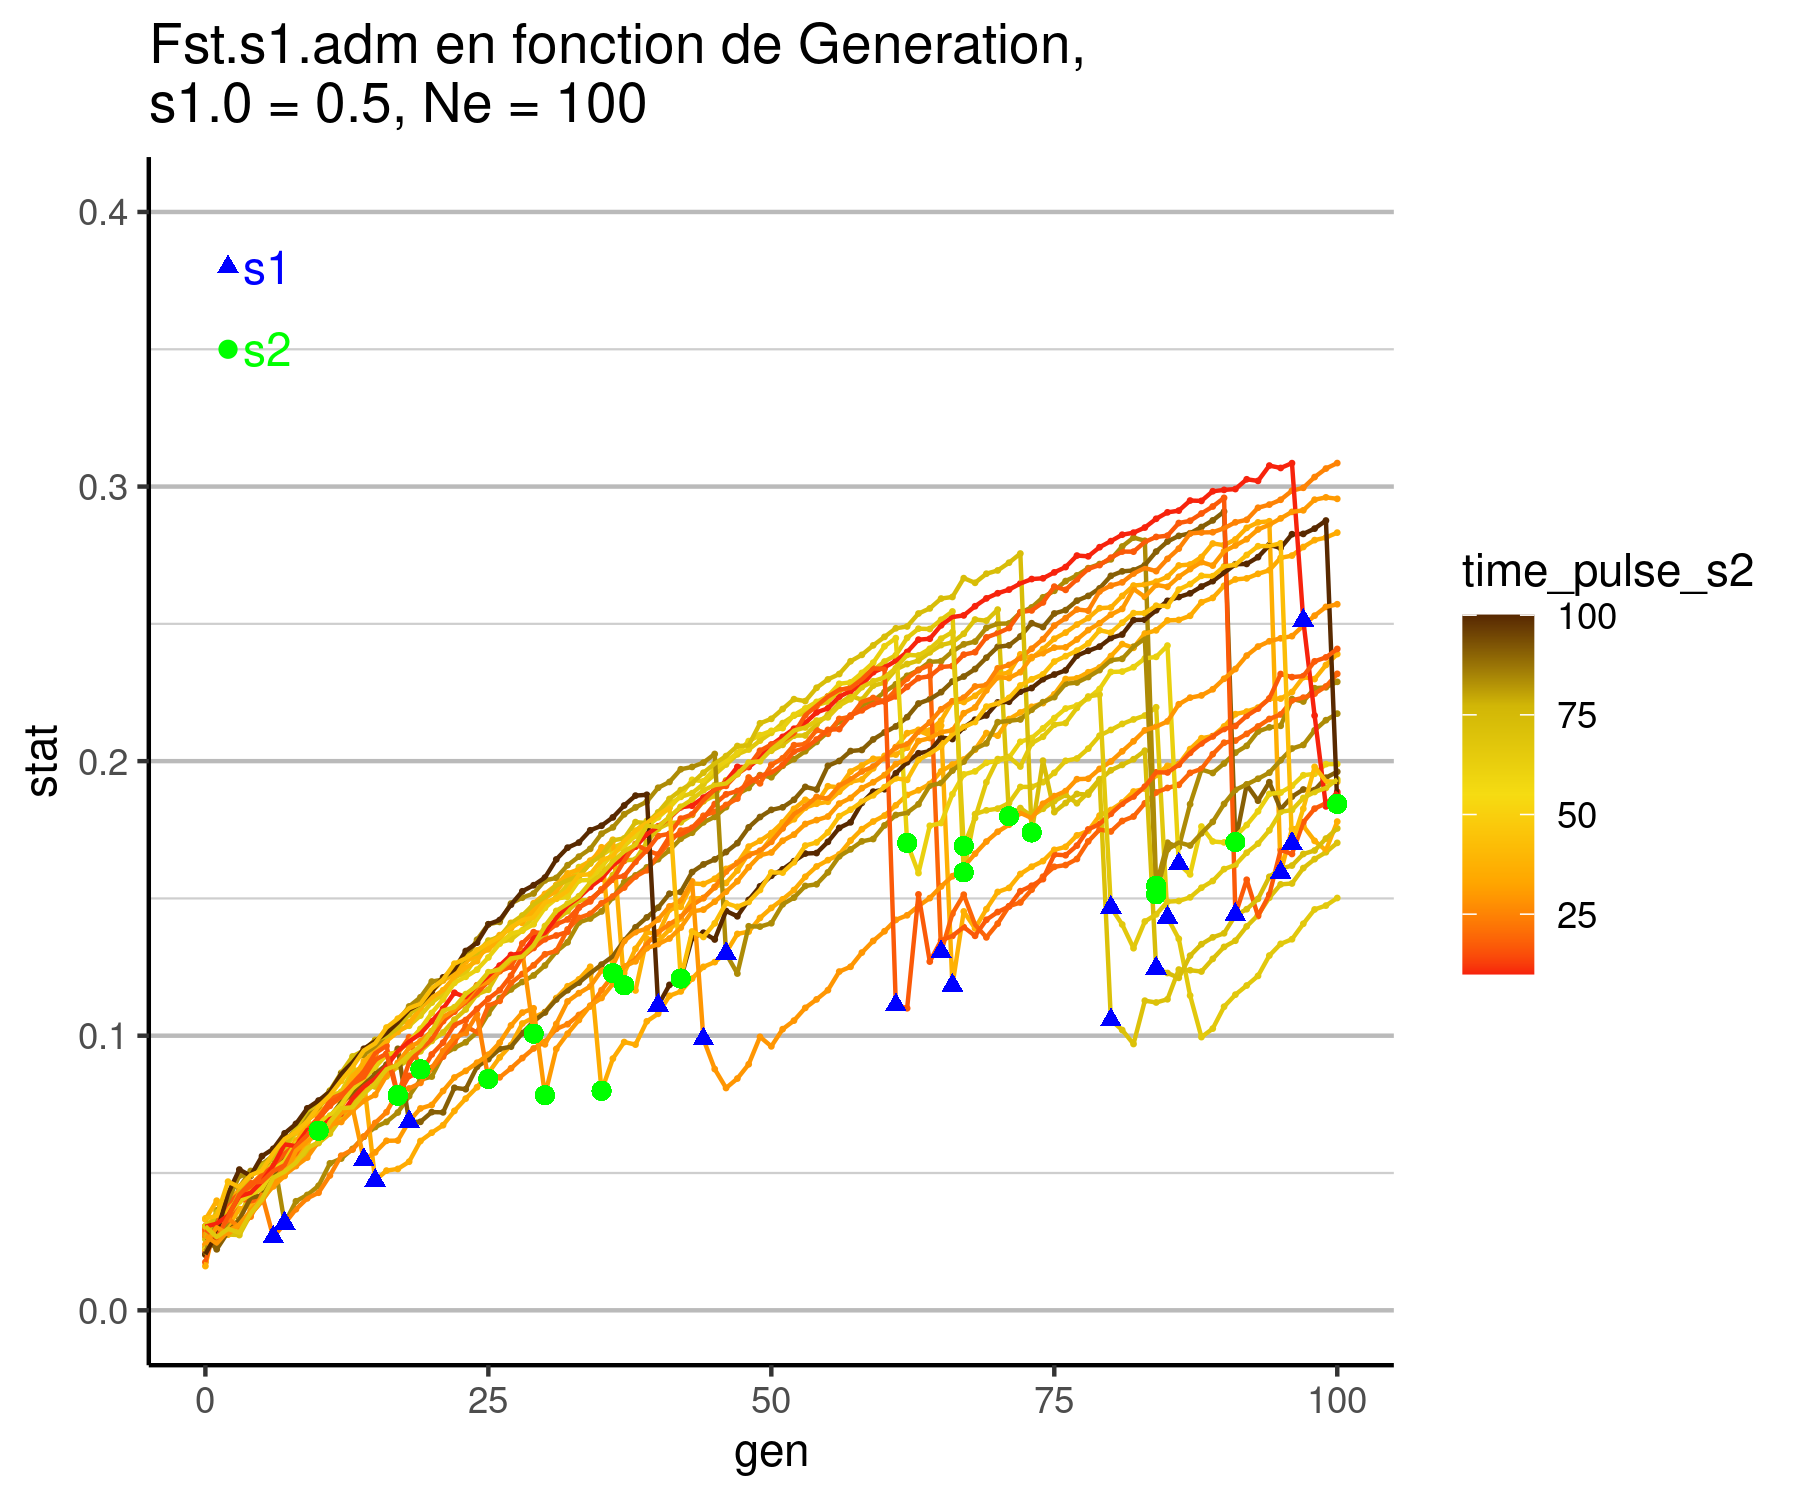 Fst.s1.adm en fonction de Generation,
s1.0 = 0.5, Ne = 100
0.4
s1
s2
0.3
0.2
0.1
0.0
stat
0 25 50 75 100
gen
time_pulse_s2
100
75
50
25